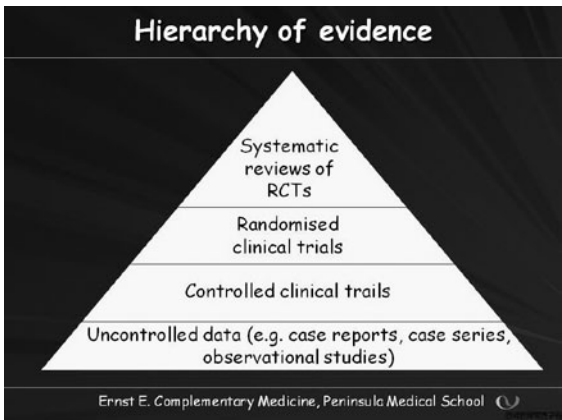 Hierarchy of evidence
Systematic
reviews of
RCTs
Randomised
clinical trials
Controlled clinical trails
Uncontrolled data (e.g. case reports, case series,
observational studies)
Ernst E. Complementary Medicine, Peninsula Medical School